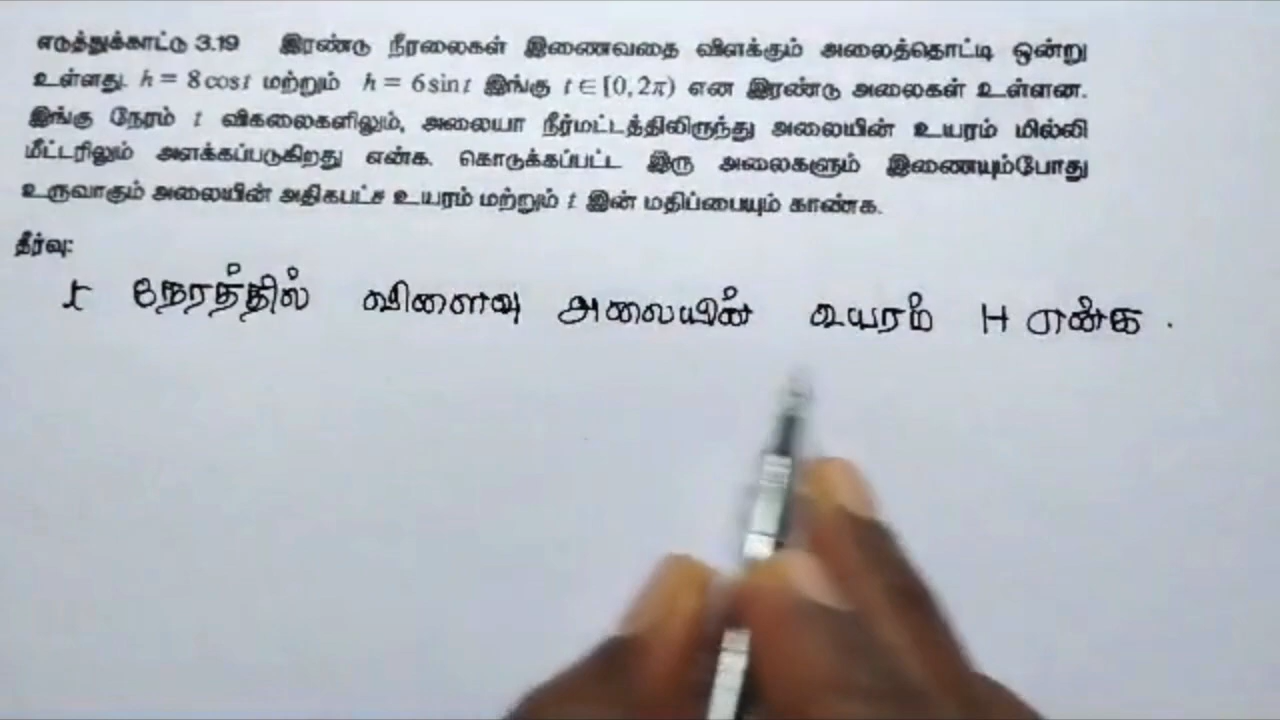 எடுத்துக்காட்டு 3.19 இரண்டு நீரலைகள் இணைவதை விளக்கும் அலைத்தொட்டி ஒன்று
உள்ளது. h = 8 cos t மற்றும் h = 6 sin t இங்கு t ∈ [0, 2π) என இரண்டு அலைகள் உள்ளன.
இங்கு நேரம் t விகலைகளிலும், அலையா நீர்மட்டத்திலிருந்து அலையின் உயரம் மில்லி
மீட்டரிலும் அளக்கப்படுகிறது என்க. கொடுக்கப்பட்ட இரு அலைகளும் இணையும்போது
உருவாகும் அலையின் அதிகபட்ச உயரம் மற்றும் t இன் மதிப்பையும் காண்க.
தீர்வு:
t நேரத்தில் விளைவு அலையின் உயரம் H என்க .